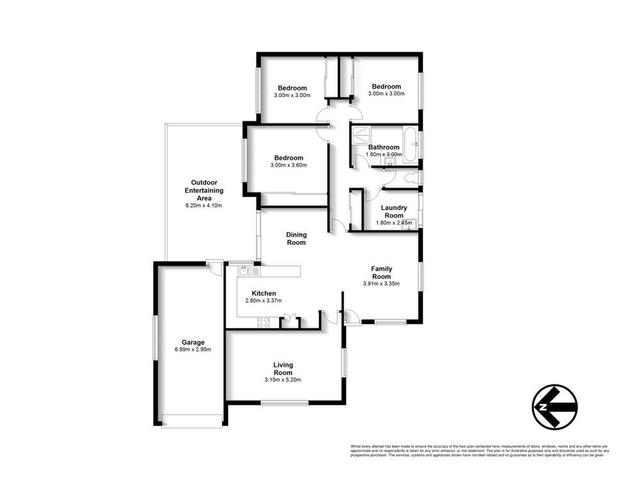 Bedroom
3.00m x 3.00m
Bedroom
3.00m x 3.00m
Bathroom
1.80m x 3.00m
Bedroom
3.00m x 3.60m
Outdoor
Entertaining
Area
6.20m x 4.10m
Laundry
Room
1.80m x 2.45m
Dining
Room
Family
Room
3.91m x 3.35m
Kitchen
2.80m x 3.37m
Garage
6.99m x 2.95m
Living
Room
3.15m x 5.20m
N
Whilst every attempt has been made to ensure the accuracy of the floor plan contained here, measurements of doors, windows, rooms and any other items are
approximate and no responsibility is taken for any error, omission, or mis-statement. This plan is for illustrative purposes only and should be used as such by any
prospective purchaser. The services, systems and appliances shown have not been tested and no guarantee as to their operability or efficiency can be given